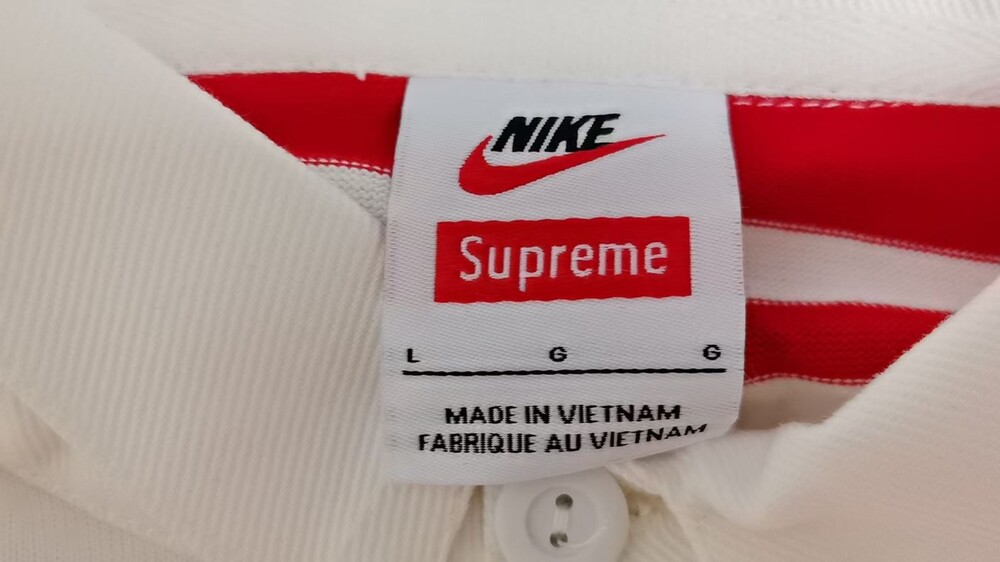 NIKE
Supreme
L G G
MADE IN VIETNAM
FABRIQUE AU VIETNAM